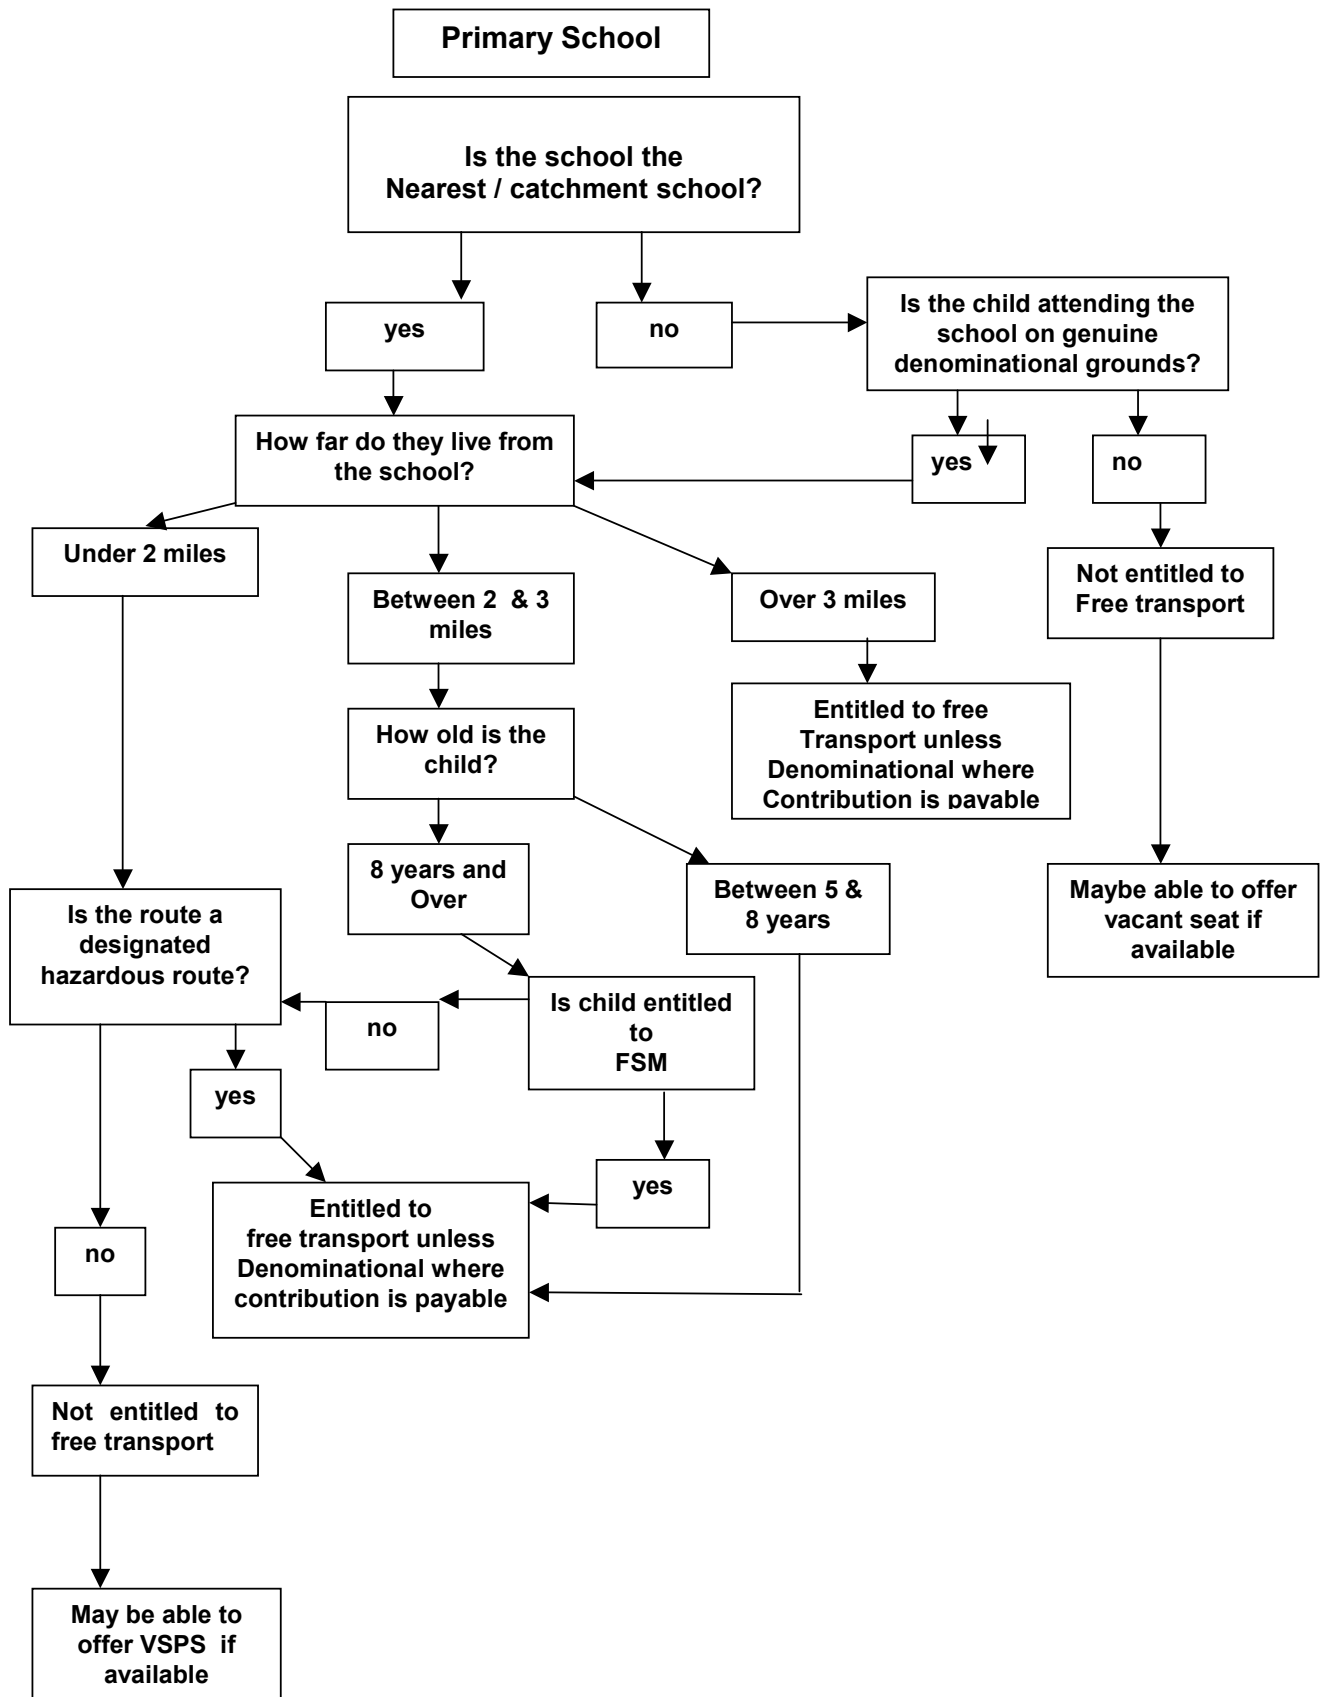 Primary School
Is the school the
Nearest / catchment school?
yes
no
Is the child attending the
school on genuine
denominational grounds?
How far do they live from
the school?
yes
no
Under 2 miles
Between 2 & 3
miles
Over 3 miles
Not entitled to
Free transport
Entitled to free
Transport unless
Denominational where
Contribution is payable
How old is the
child?
8 years and
Over
Between 5 &
8 years
Maybe able to offer
vacant seat if
available
Is the route a
designated
hazardous route?
no
Is child entitled
to
FSM
yes
yes
Entitled to
free transport unless
Denominational where
contribution is payable
no
Not entitled to
free transport
May be able to
offer VSPS if
available